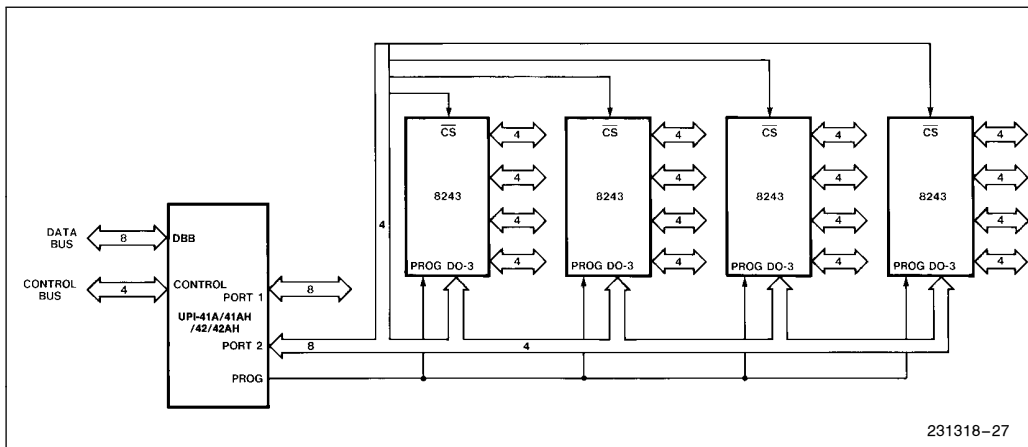 CS CS CS CS
4 4 4 4
8243 8243 8243 8243
4 4 4 4
4
4 4 4 4
DATA BUS
8
DBB
4 4 4 4
PROG DO-3 PROG DO-3 PROG DO-3 PROG DO-3
CONTROL BUS
4
CONTROL
PORT 1
8
UPI-41A/41AH
/42/42AH
PORT 2
8
4
PROG
231318-27